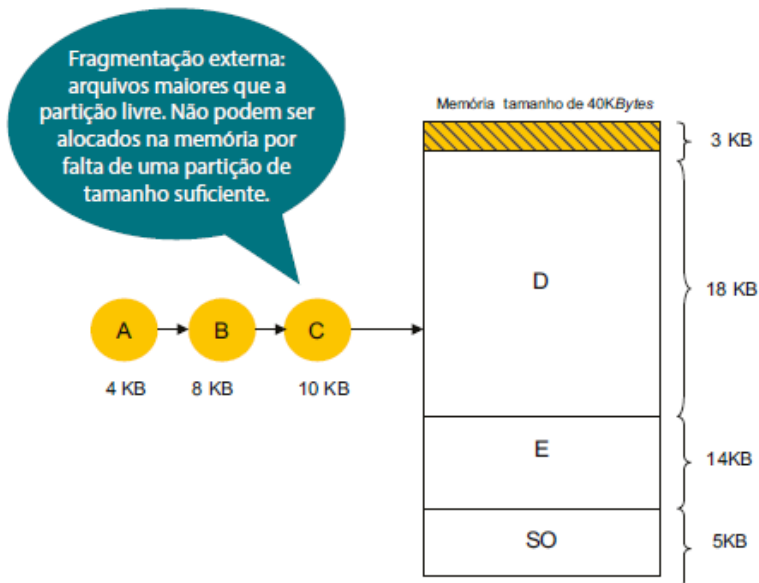 Fragmentação externa:
arquivos maiores que a
partição livre. Não podem ser
alocados na memória por
falta de uma partição de
tamanho suficiente.
Memória tamanho de 40KBytes
3 KB
D
18 KB
A
B
C
4 KB
8 KB
10 KB
E
14KB
SO
5KB